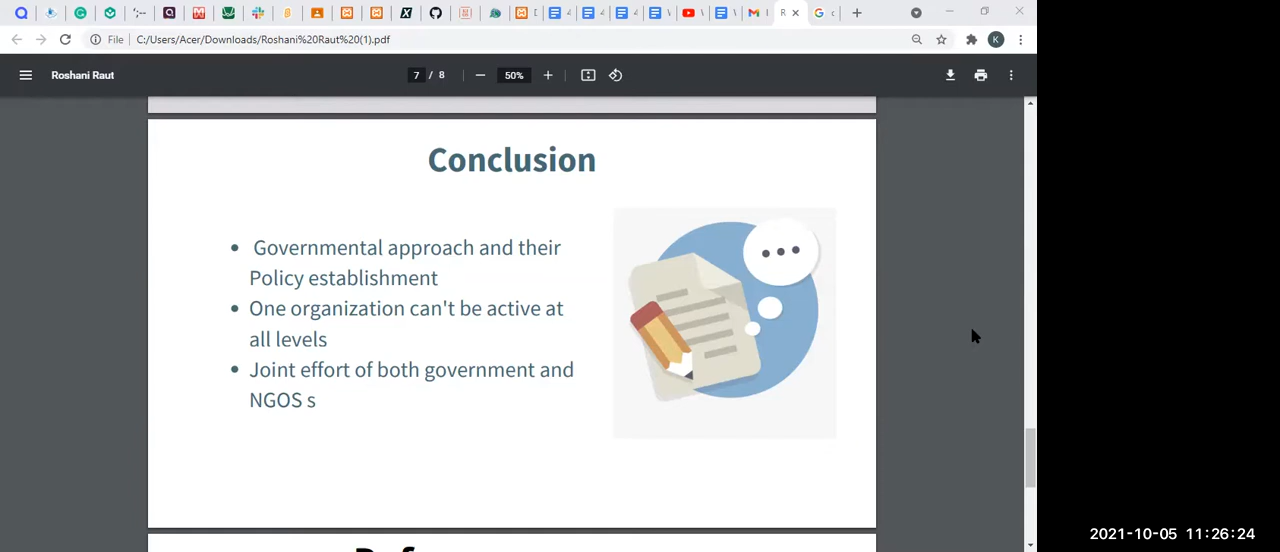 File C:/Users/Acer/Downloads/Roshani%20Raut%20(1).pdf
K
Roshani Raut
7 / 8
50%
Conclusion
Governmental approach and their
Policy establishment
One organization can't be active at
all levels
Joint effort of both government and
NGOS s
2021-10-05 11:26:24